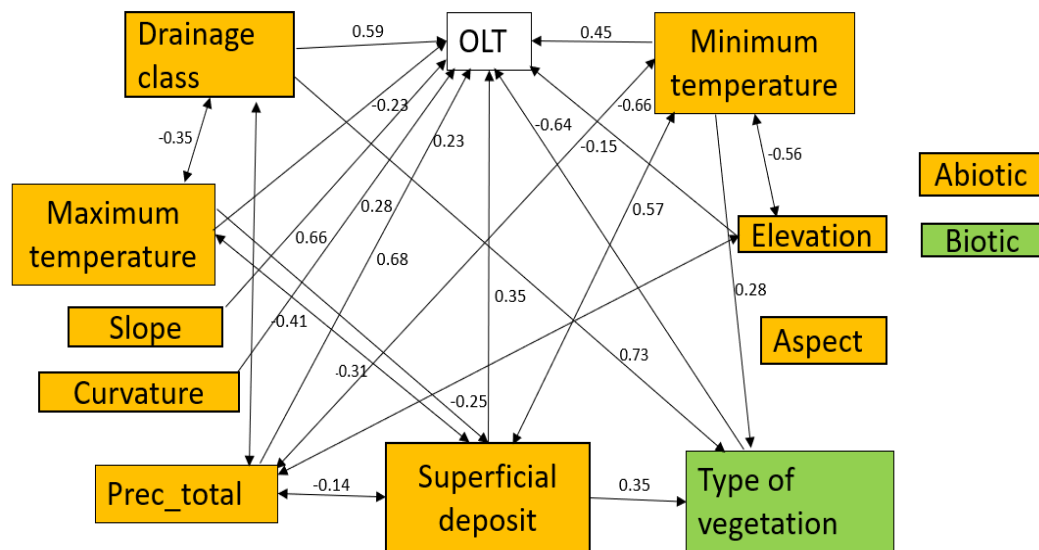 Drainage
class
0.59
OLT
0.45
Minimum
temperature
-0.23
-0.66
-0.35
0.23
-0.64
-0.15
-0.56
Abiotic
Maximum
temperature
0.28
0.57
Elevation
Biotic
0.66
0.68
Slope
-0.41
0.35
0.28
Aspect
Curvature
-0.31
0.73
-0.25
Prec_total
-0.14
Superficial
deposit
0.35
Type of
vegetation